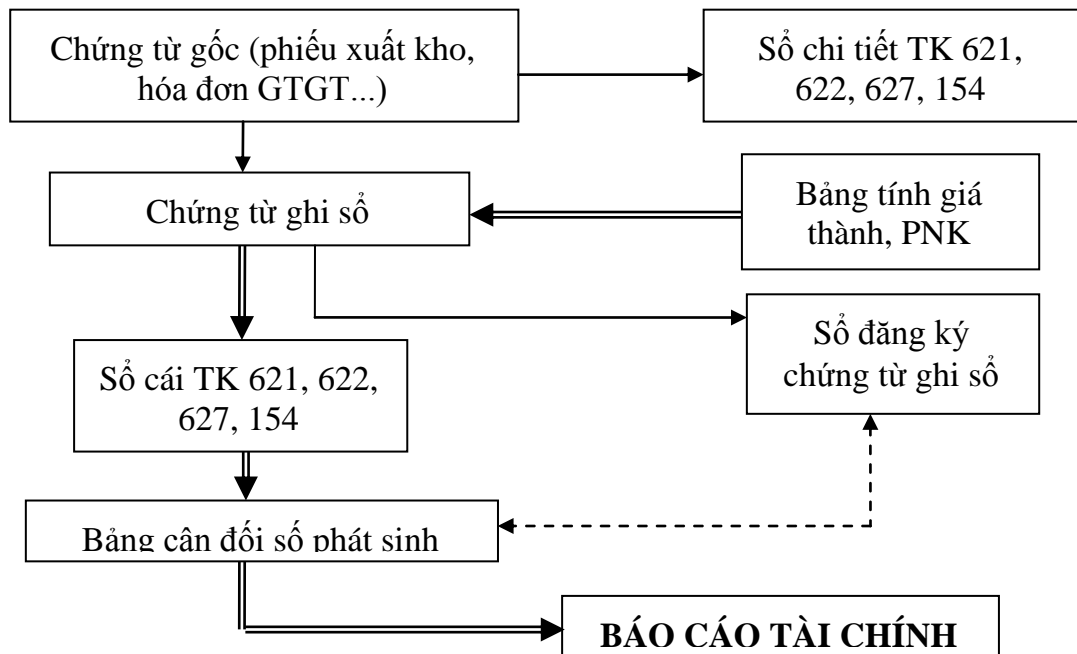 Chứng từ gốc (phiếu xuất kho,
hóa đơn GTGT...)
Sổ chi tiết TK 621,
622, 627, 154
Chứng từ ghi sổ
Bảng tính giá
thành, PNK
Sổ đăng ký
chứng từ ghi sổ
Sổ cái TK 621, 622,
627, 154
Bảng cân đối số phát sinh
BÁO CÁO TÀI CHÍNH